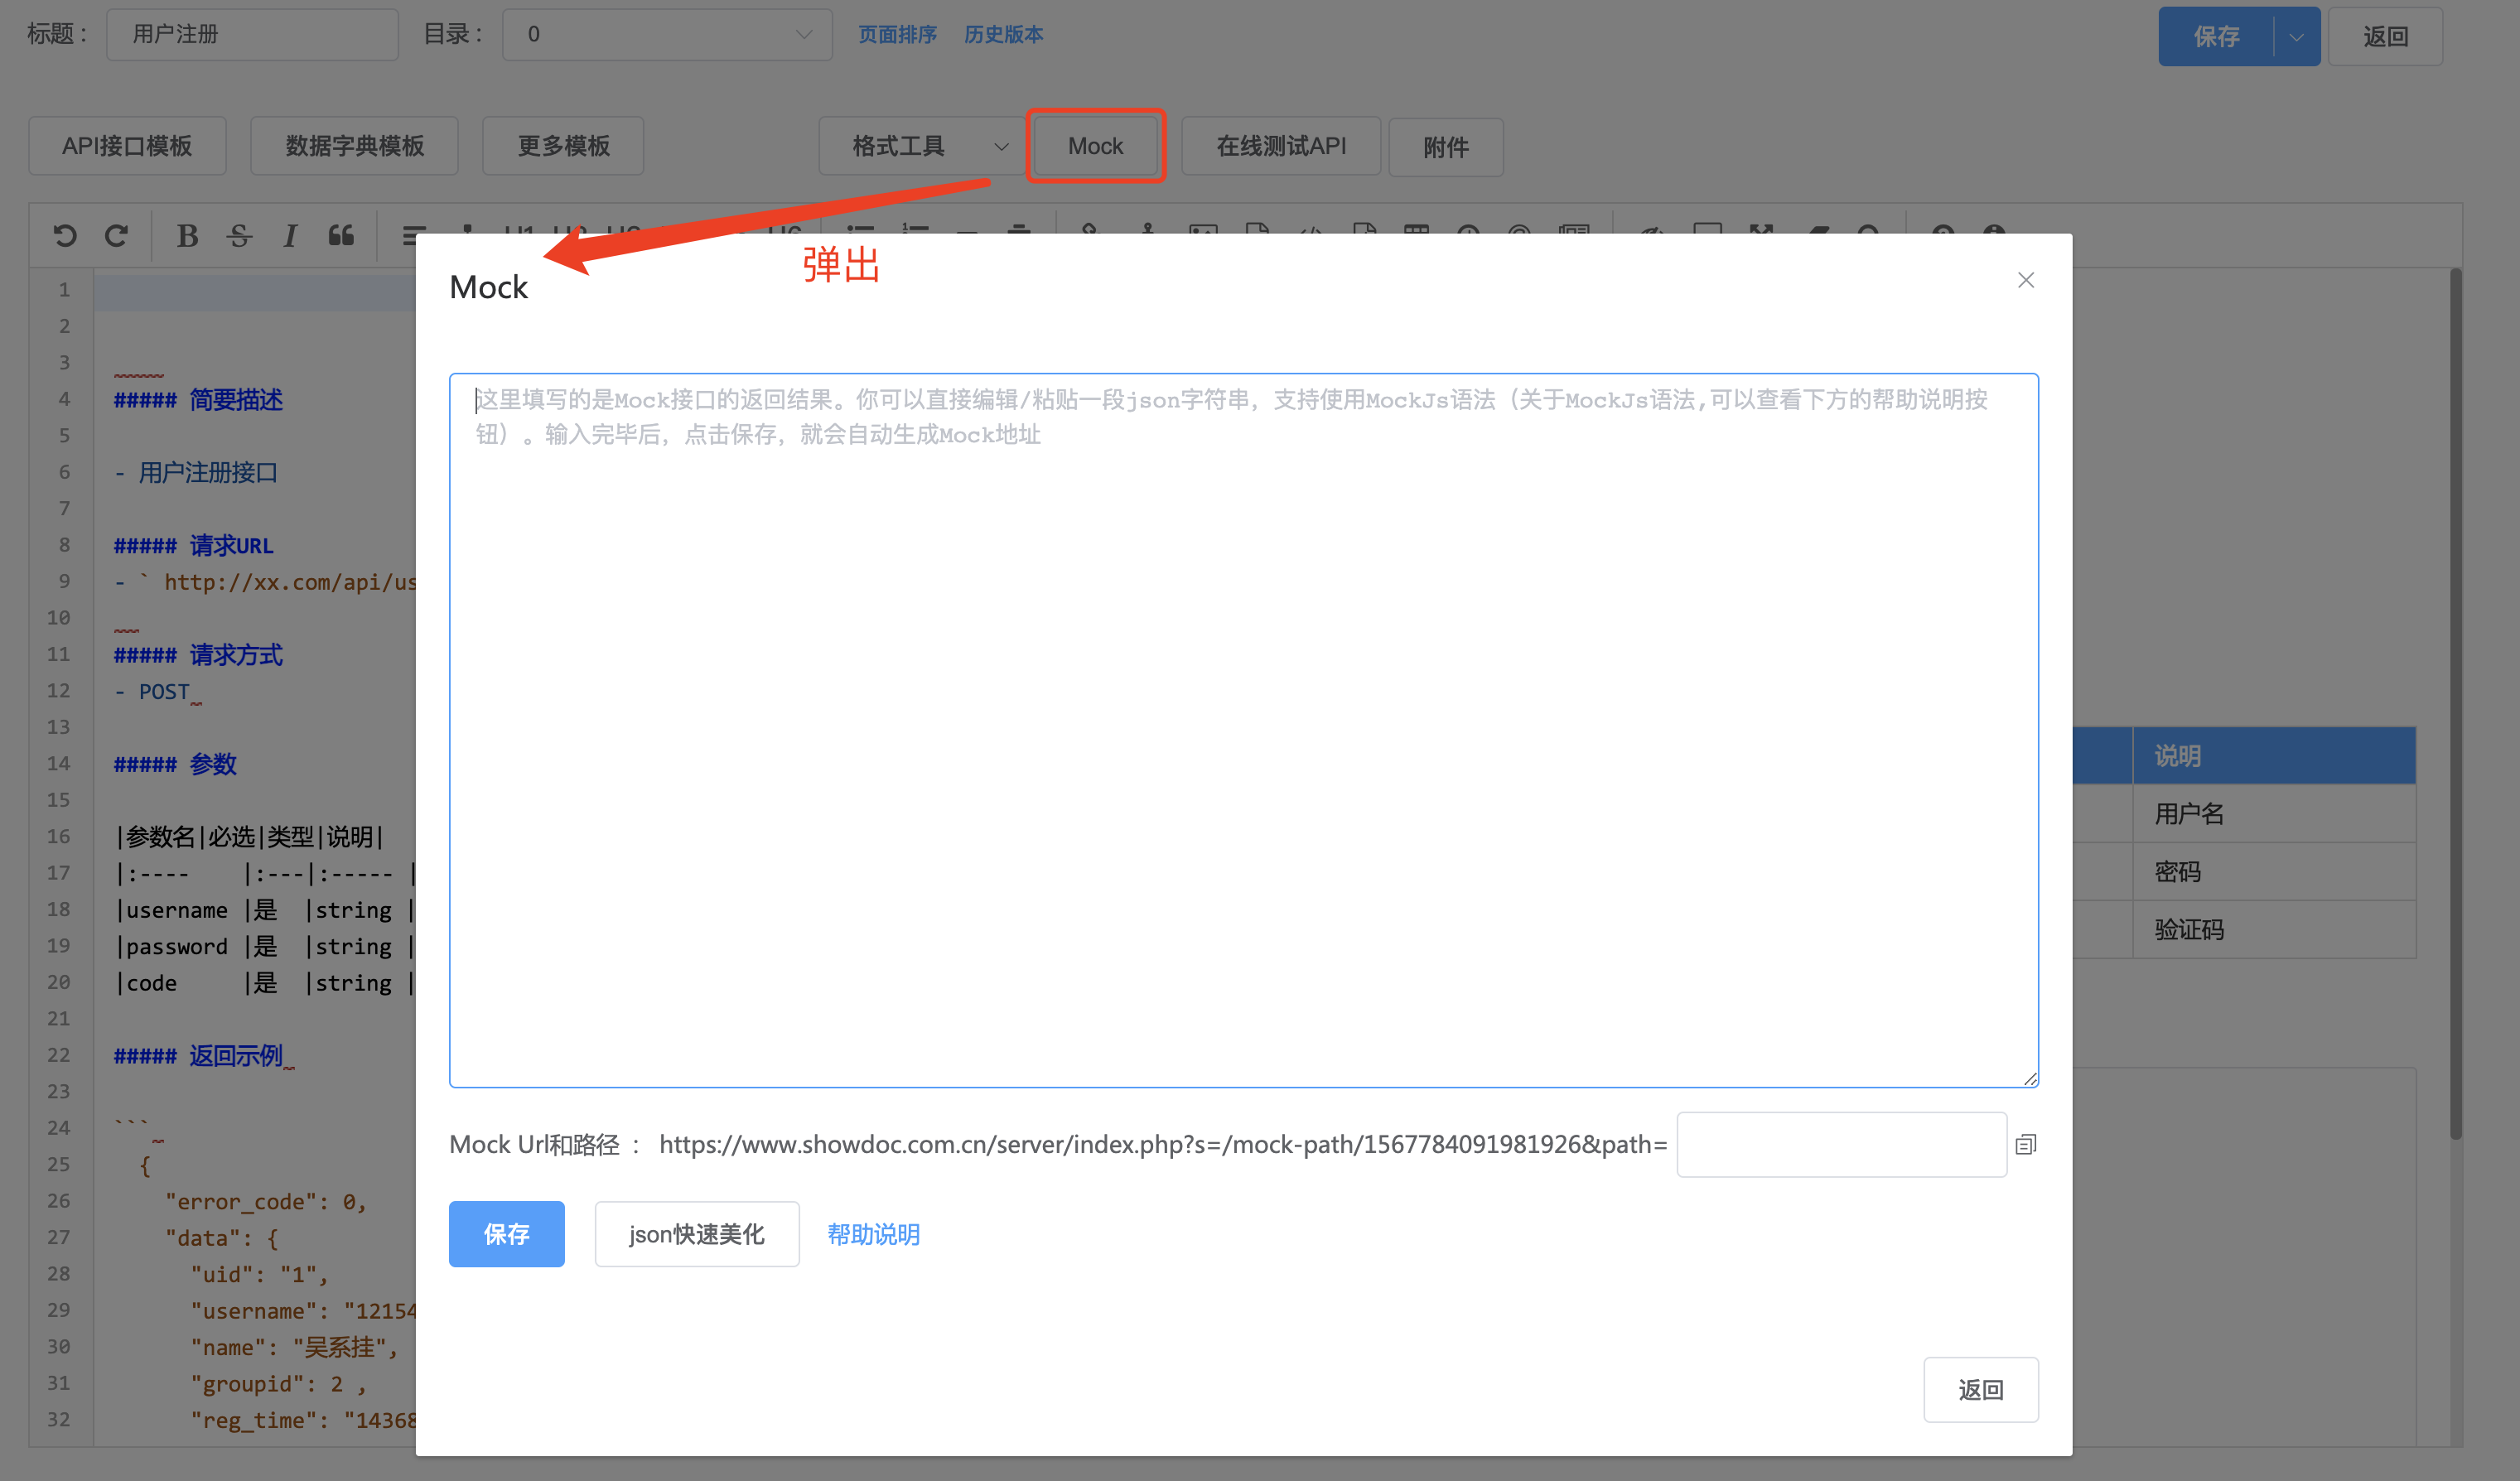 标题： 用户注册 目录： 0 页面排序 历史版本 保存 返回
API接口模板 数据字典模板 更多模板 格式工具 Mock 在线测试API 附件
弹出
Mock
这里填写的是Mock接口的返回结果。你可以直接编辑/粘贴一段json字符串，支持使用MockJs语法（关于MockJs语法,可以查看下方的帮助说明按
钮）。输入完毕后，点击保存，就会自动生成Mock地址
Mock Url和路径 ： https://www.showdoc.com.cn/server/index.php?s=/mock-path/1567784091981926&path=
保存 json快速美化 帮助说明
返回
1
2
3
4 ##### 简要描述
5
6 - 用户注册接口
7
8 ##### 请求URL
9 - ` http://xx.com/api/us
10
11 ##### 请求方式
12 - POST
13
14 ##### 参数
15
16 |参数名|必选|类型|说明|
17 |:---- |:---|:----- |
18 |username |是 |string |
19 |password |是 |string |
20 |code |是 |string |
21
22 ##### 返回示例
23
24 ```
25 {
26 "error_code": 0,
27 "data": {
28 "uid": "1",
29 "username": "12154
30 "name": "吴系挂",
31 "groupid": 2 ,
32 "reg_time": "14368
说明
用户名
密码
验证码